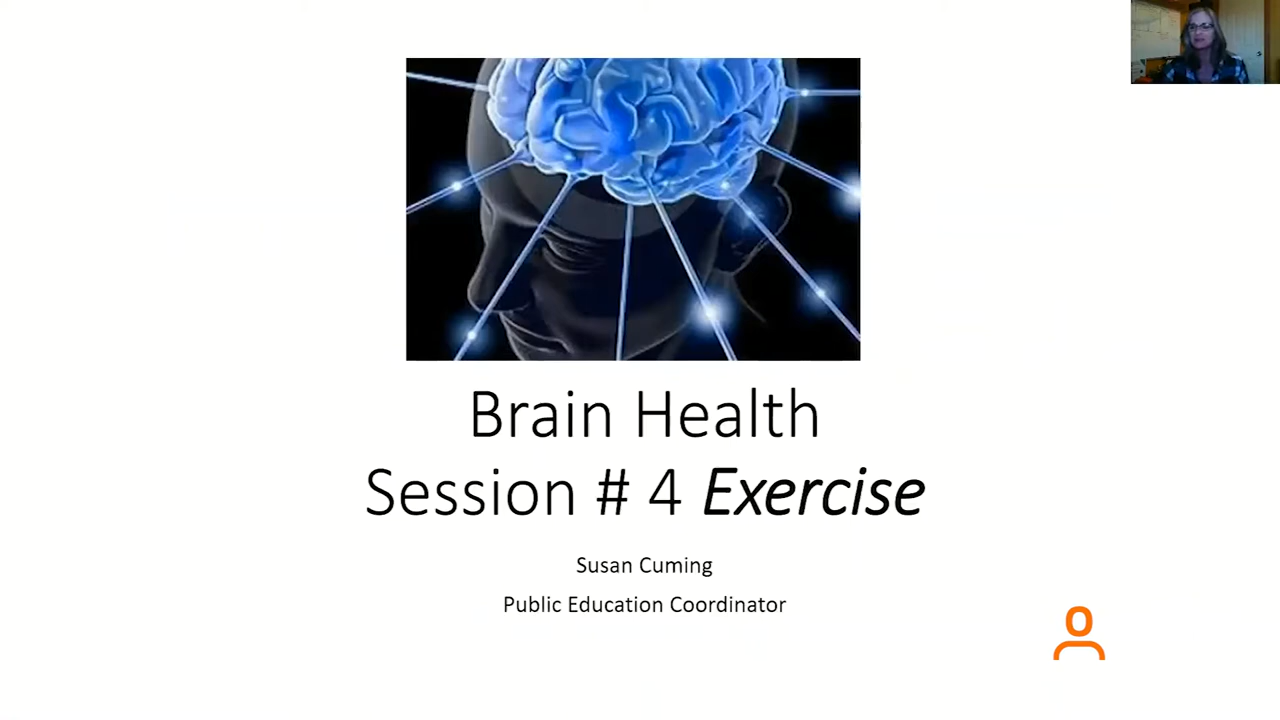 Brain Health
Session # 4 Exercise
Susan Cuming
Public Education Coordinator